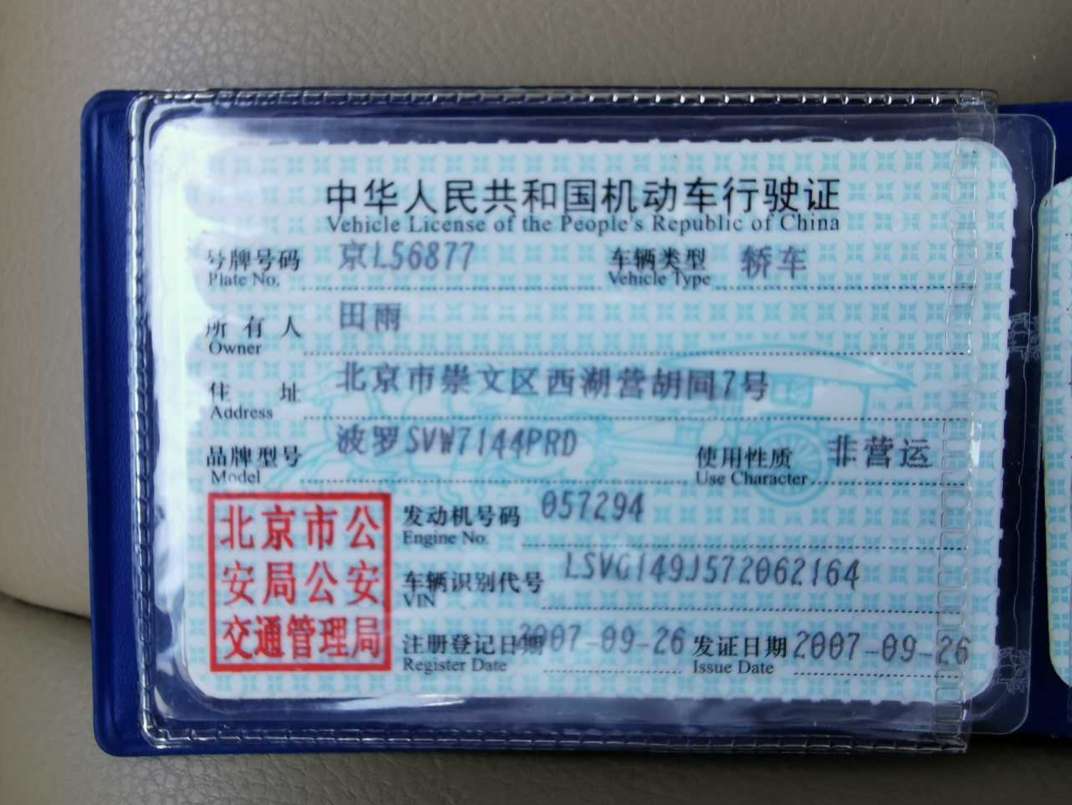 中华人民共和国机动车行驶证
Vehicle License of the People's Republic of China
号牌号码 京L56877 车辆类型 轿车
Plate No. Vehicle Type
所有人 田雨
Owner
住址 北京市崇文区西湖营胡同7号
Address
品牌型号 波罗SVW7144PRD 使用性质 非营运
Model Use Character
北京市公
安局公安
交通管理局
发动机号码 057294
Engine No.
车辆识别代号 LSVG149J572062164
VIN
注册登记日期 2007-09-26 发证日期 2007-09-26
Register Date Issue Date